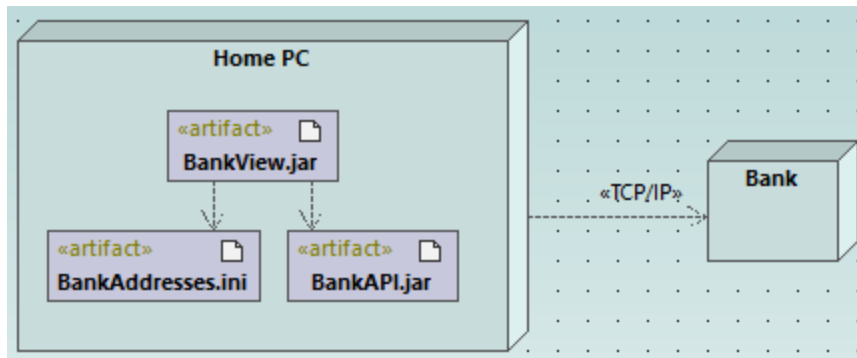 Home PC
«artifact»
BankView.jar
«artifact»
BankAddresses.ini
«artifact»
BankAPI.jar
«TCP/IP»
Bank